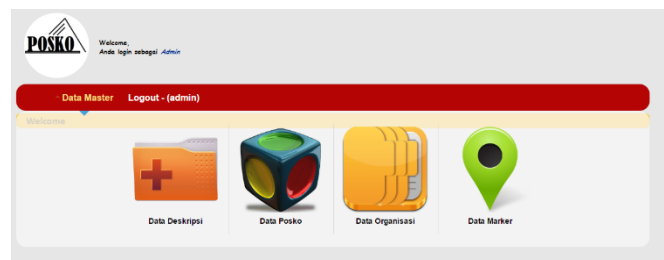 POSKO
Welcome,
Anda login sebagai Admin
Data Master Logout - (admin)
Welcome
Data Deskripsi Data Posko Data Organisasi Data Marker